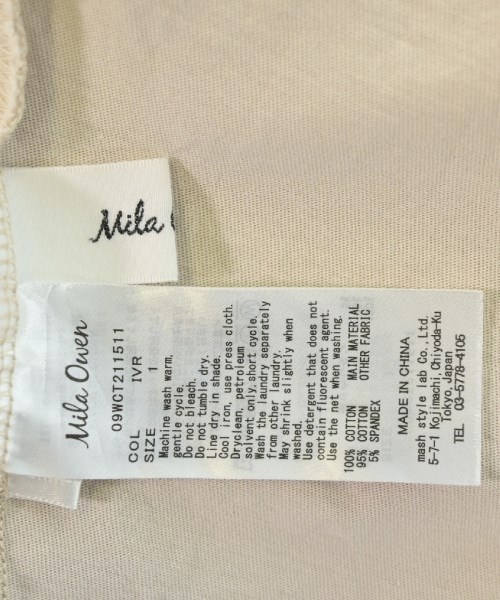 Mila
Mila Owen
09WCT211511
COL IVR
SIZE 1
Machine wash warm,
gentle cycle.
Do not bleach.
Do not tumble dry.
Line dry in shade.
Cool iron, use press cloth.
Dryclean, petroleum
solvent only,short cycle.
Wash the laundry separately
from other laundry.
May shrink slightly when
washed.
Use detergent that does not
contain fluorescent agent.
Use the net when washing.
100% COTTON MAIN MATERIAL
95% COTTON OTHER FABRIC
5% SPANDEX
MADE IN CHINA
mash style lab Co.,Ltd.
5-7-1 Kojimachi,Chiyoda-Ku
Tokyo,Japan
TEL 03-5778-4105